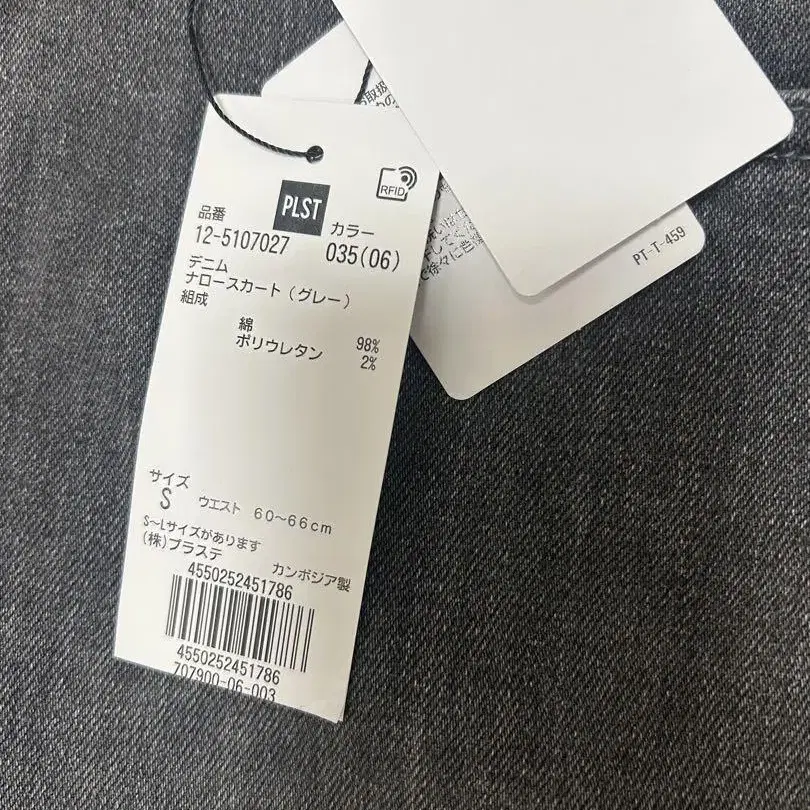 RFID
PLST
品番
カラー
12-5107027
035(06)
デニム
ナロースカート(グレー)
組成
綿 98%
ポリウレタン 2%
サイズ
S ウエスト 60~66cm
S~Lサイズがあります
(株)プラステ
カンボジア製
4550252451786
4550252451786
707900-06-003
PT-T-459